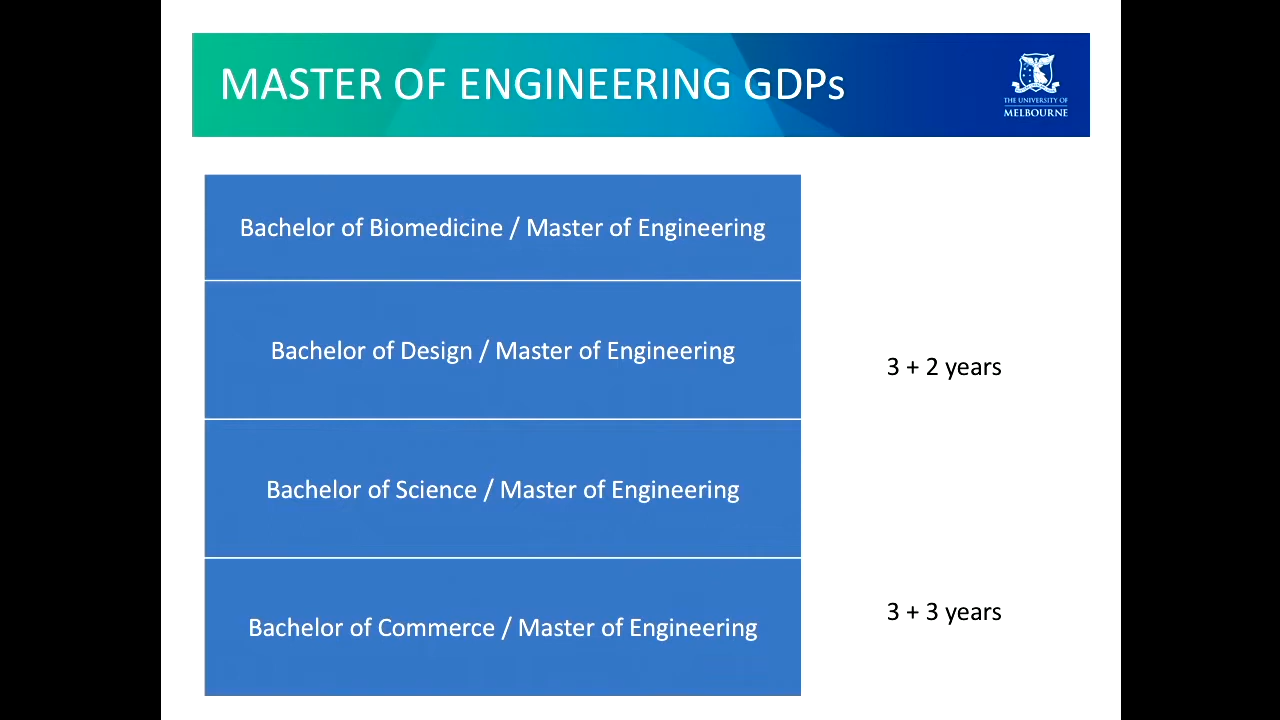 MASTER OF ENGINEERING GDPs
THE UNIVERSITY OF
MELBOURNE
Bachelor of Biomedicine / Master of Engineering
Bachelor of Design / Master of Engineering
3 + 2 years
Bachelor of Science / Master of Engineering
Bachelor of Commerce / Master of Engineering
3 + 3 years